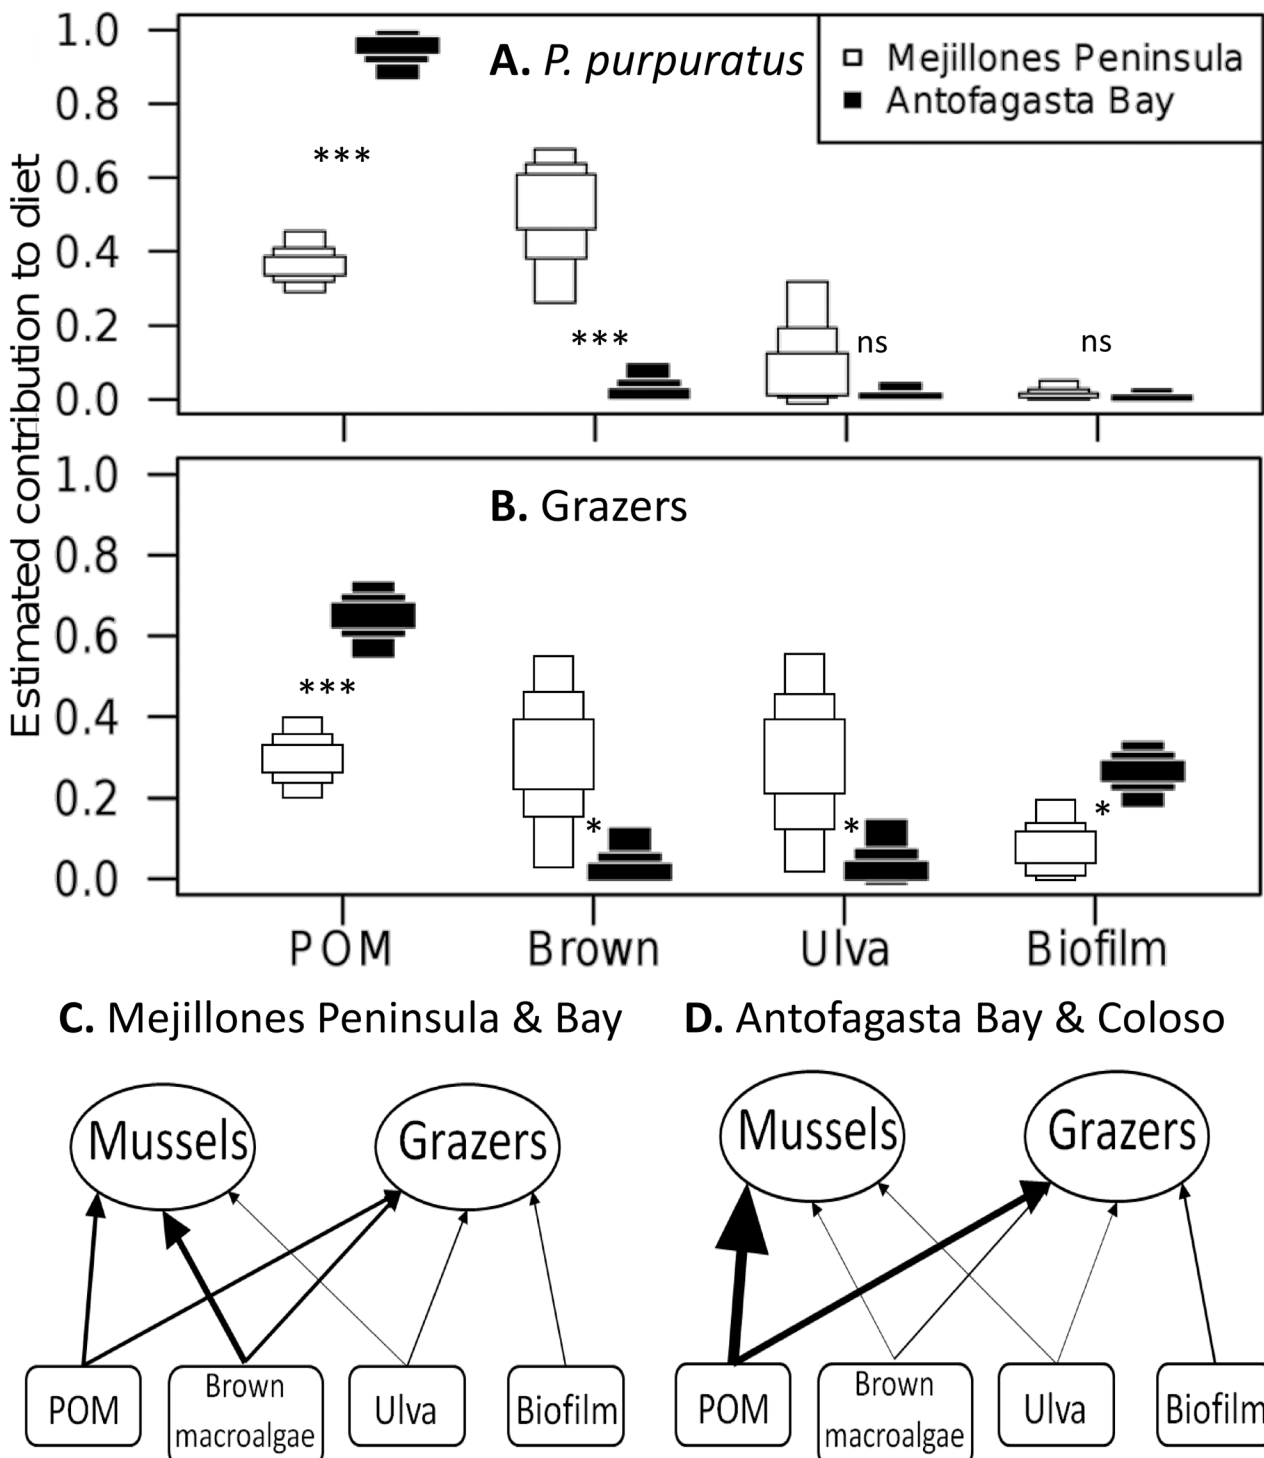 Estimated contribution to diet
1.0
0.8
0.6
0.4
0.2
0.0
A. P. purpuratus
Mejillones Peninsula
Antofagasta Bay
***
***
ns
ns
1.0
0.8
0.6
0.4
0.2
0.0
B. Grazers
***
*
*
*
POM Brown Ulva Biofilm
C. Mejillones Peninsula & Bay
Mussels Grazers
POM
Brown
macroalgae
Ulva
Biofilm
D. Antofagasta Bay & Coloso
Mussels Grazers
POM
Brown
macroalgae
Ulva
Biofilm